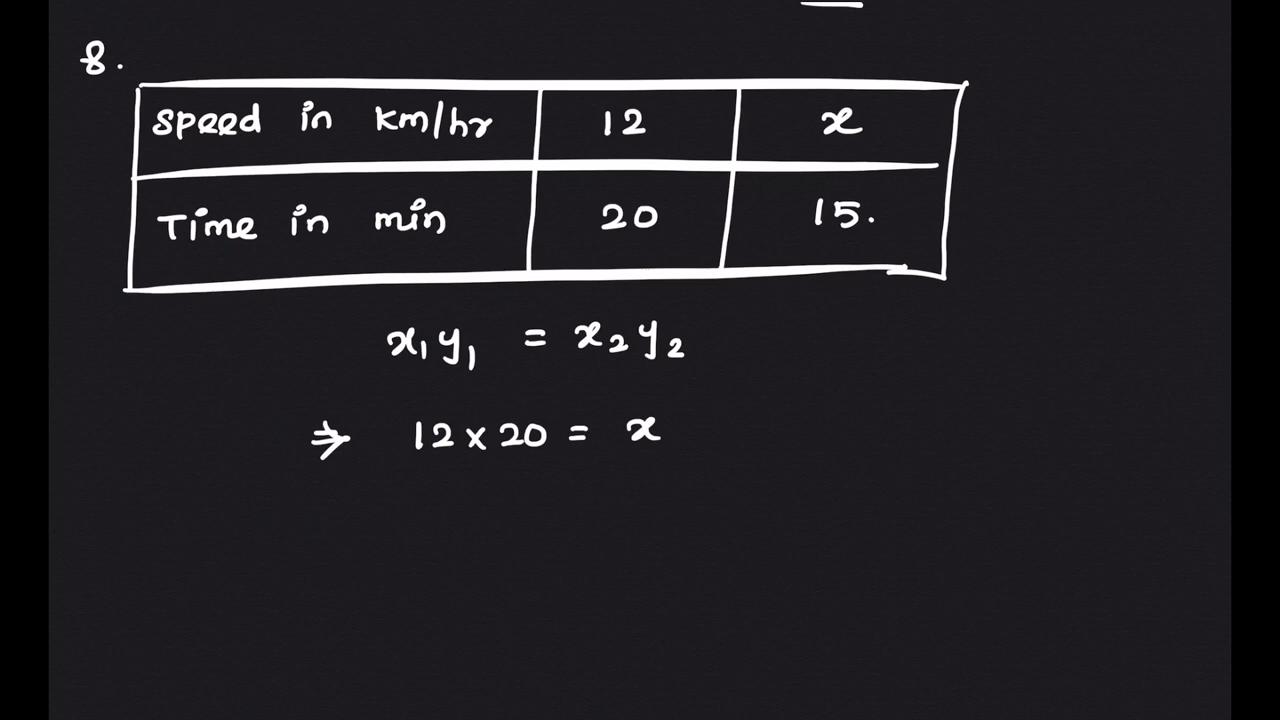 8.
Speed in km/hr 12 x
Time in min 20 15.
x₁y₁ = x₂y₂
⇒ 12 × 20 = x